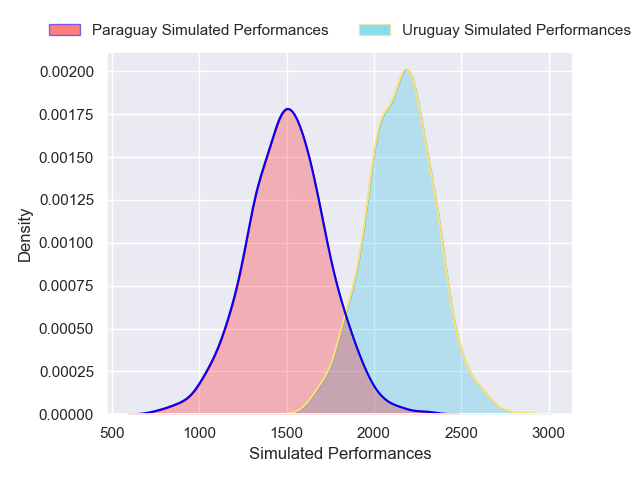 Paraguay Simulated Performances
Uruguay Simulated Performances
0.00200
0.00175
0.00150
0.00125
0.00100
0.00075
0.00050
0.00025
0.00000
Density
500 1000 1500 2000 2500 3000
Simulated Performances